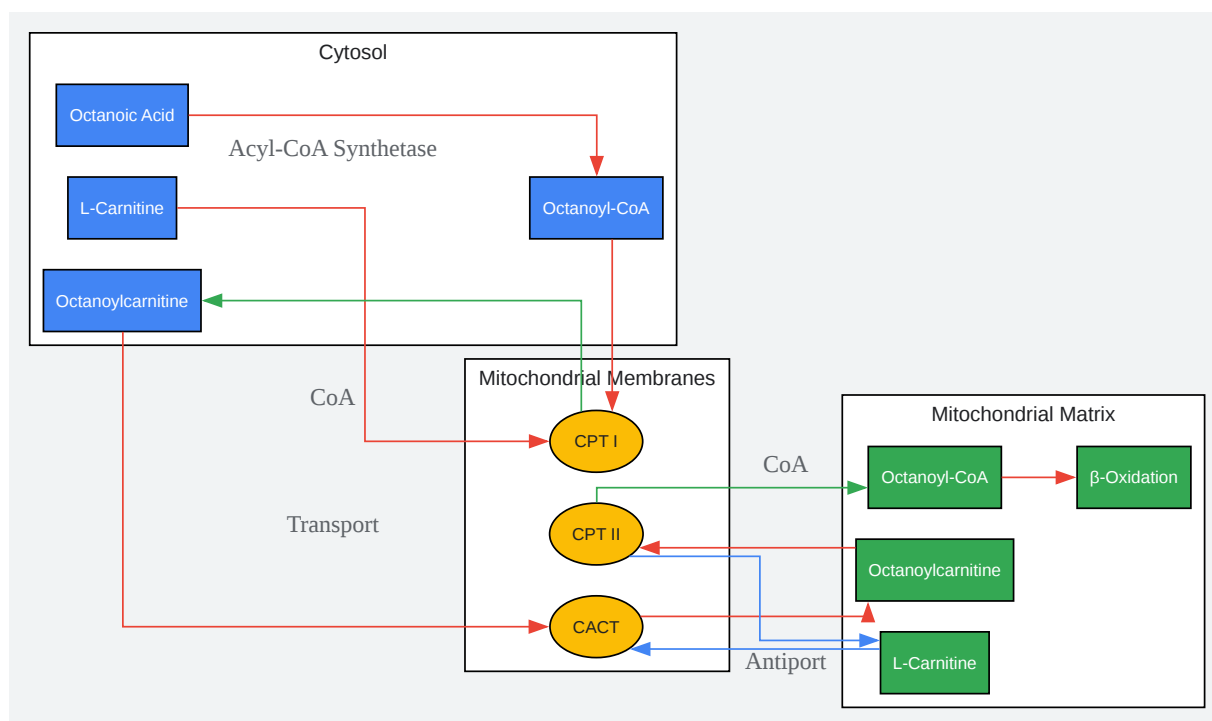 Cytosol
Octanoic Acid
Acyl-CoA Synthetase
L-Carnitine
Octanoyl-CoA
Octanoylcarnitine
Mitochondrial Membranes
CoA
CPT I
Transport
CPT II
CACT
Mitochondrial Matrix
CoA
Octanoyl-CoA
β-Oxidation
Octanoylcarnitine
L-Carnitine
Antiport